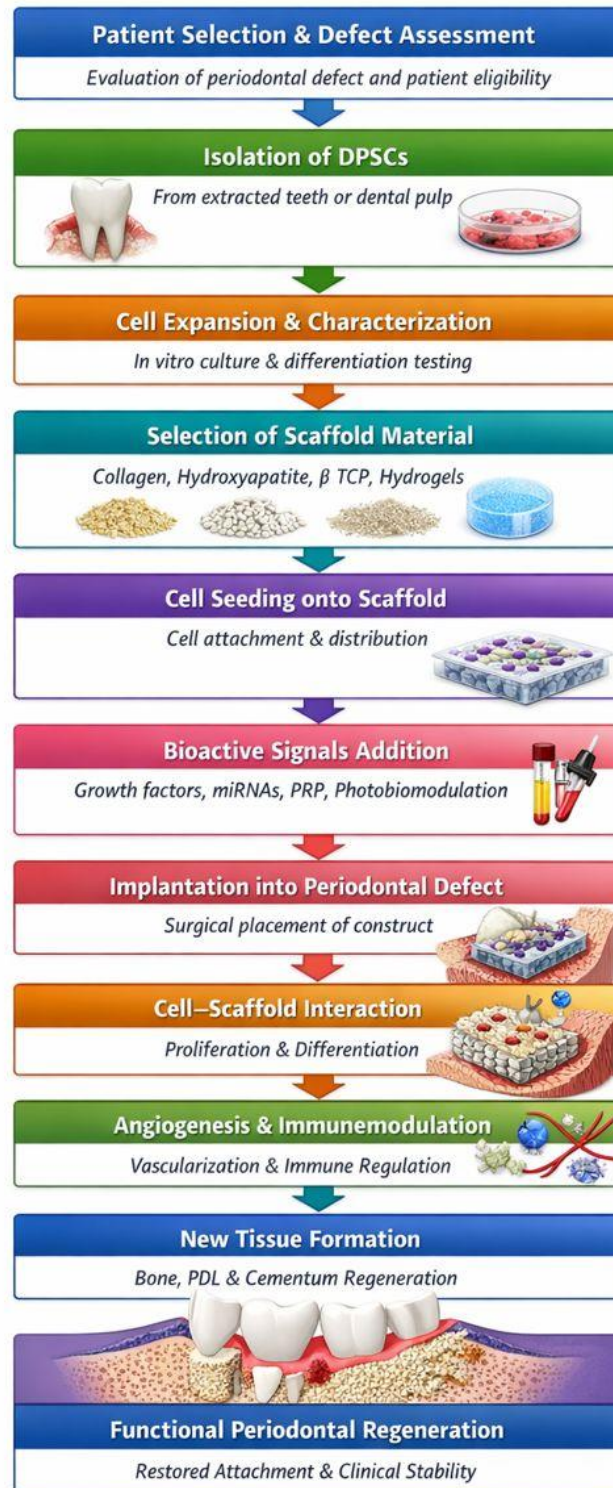 Patient Selection & Defect Assessment
Evaluation of periodontal defect and patient eligibility
Isolation of DPSCs
From extracted teeth or dental pulp
Cell Expansion & Characterization
In vitro culture & differentiation testing
Selection of Scaffold Material
Collagen, Hydroxyapatite, β TCP, Hydrogels
Cell Seeding onto Scaffold
Cell attachment & distribution
Bioactive Signals Addition
Growth factors, miRNAs, PRP, Photobiomodulation
Implantation into Periodontal Defect
Surgical placement of construct
Cell–Scaffold Interaction
Proliferation & Differentiation
Angiogenesis & Immunemodulation
Vascularization & Immune Regulation
New Tissue Formation
Bone, PDL & Cementum Regeneration
Functional Periodontal Regeneration
Restored Attachment & Clinical Stability